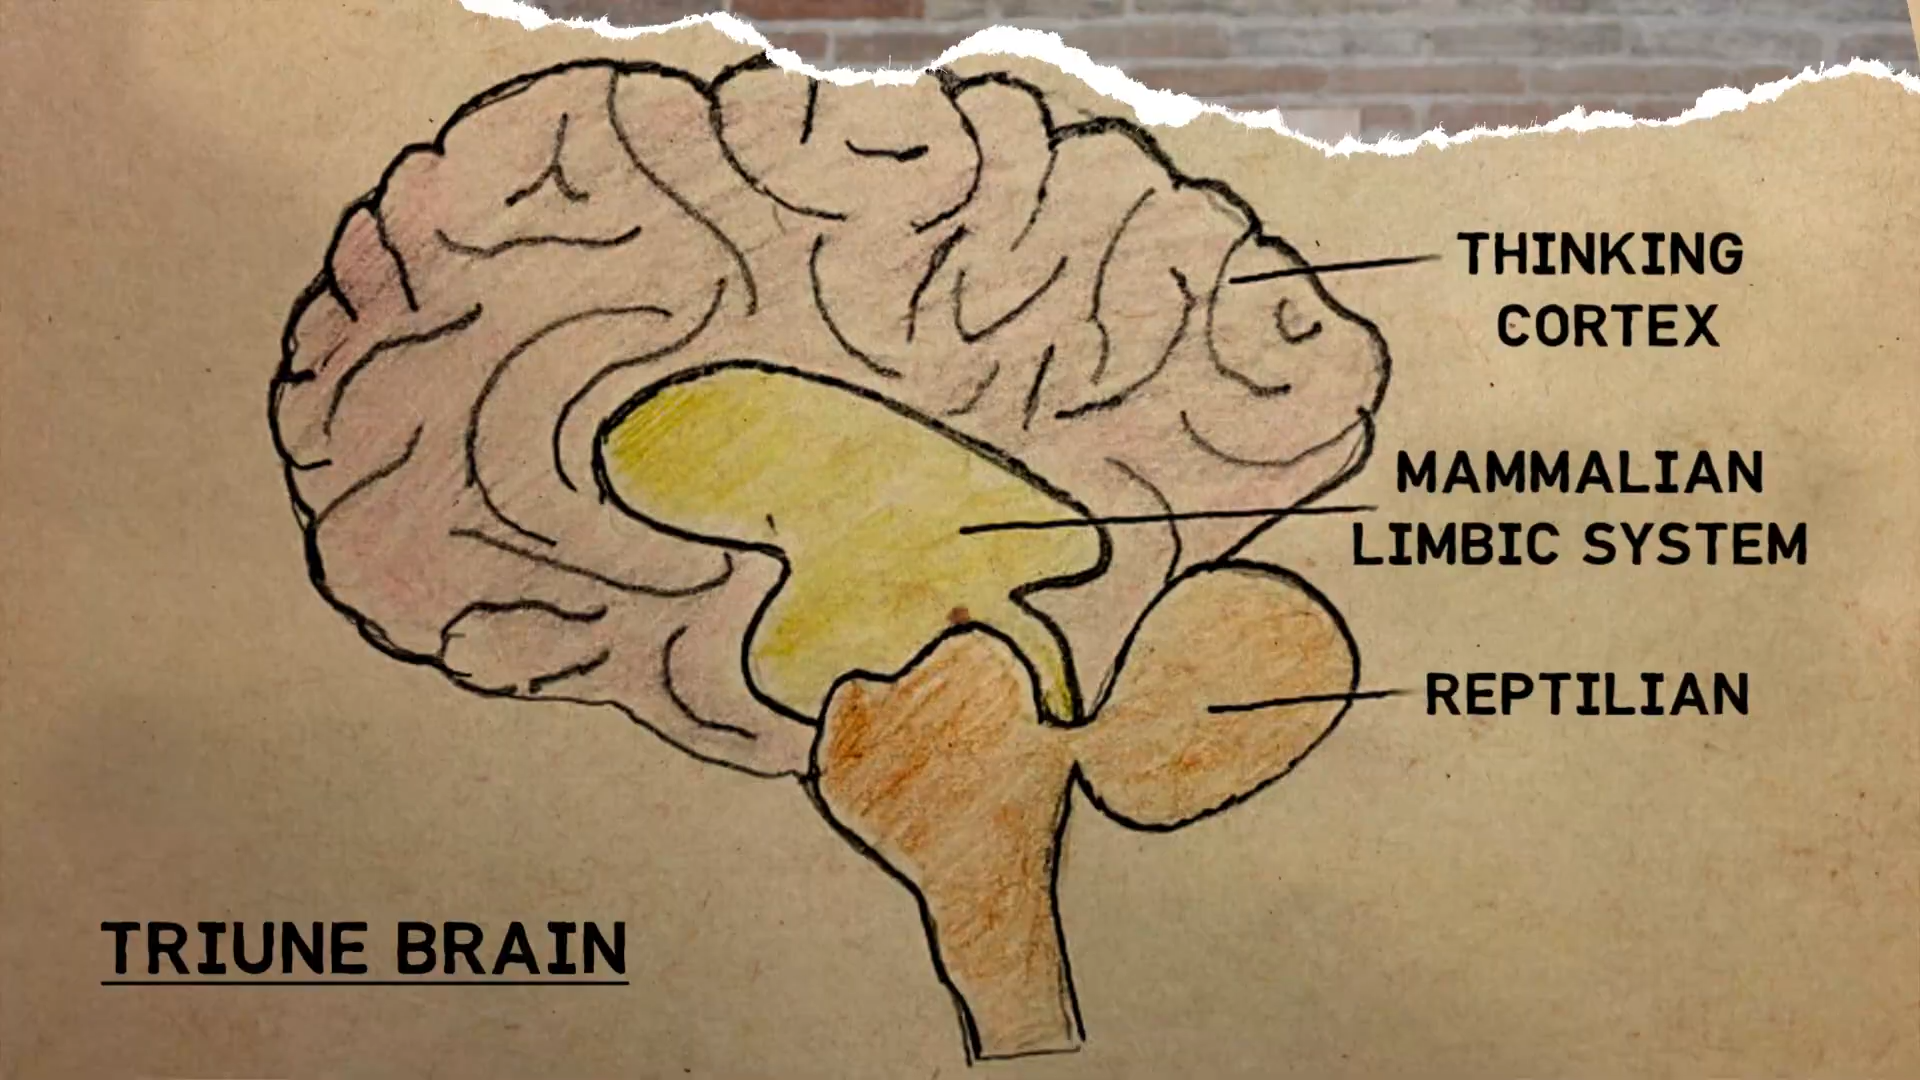 THINKING
CORTEX
MAMMALIAN
LIMBIC SYSTEM
REPTILIAN
TRIUNE BRAIN